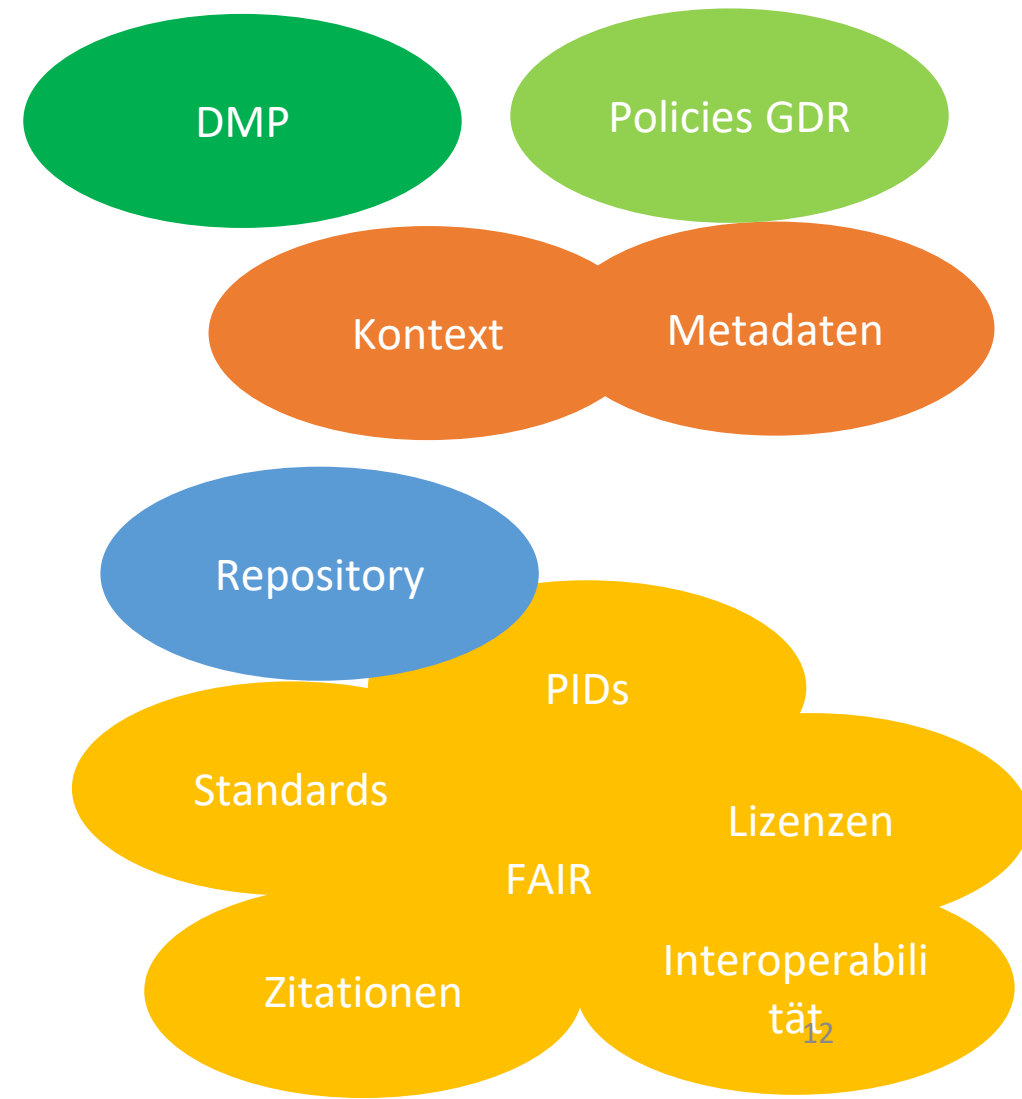 DMP
Policies GDR
Kontext
Metadaten
Repository
PIDs
Standards
Lizenzen
FAIR
Interoperabili
tät
Zitationen
12